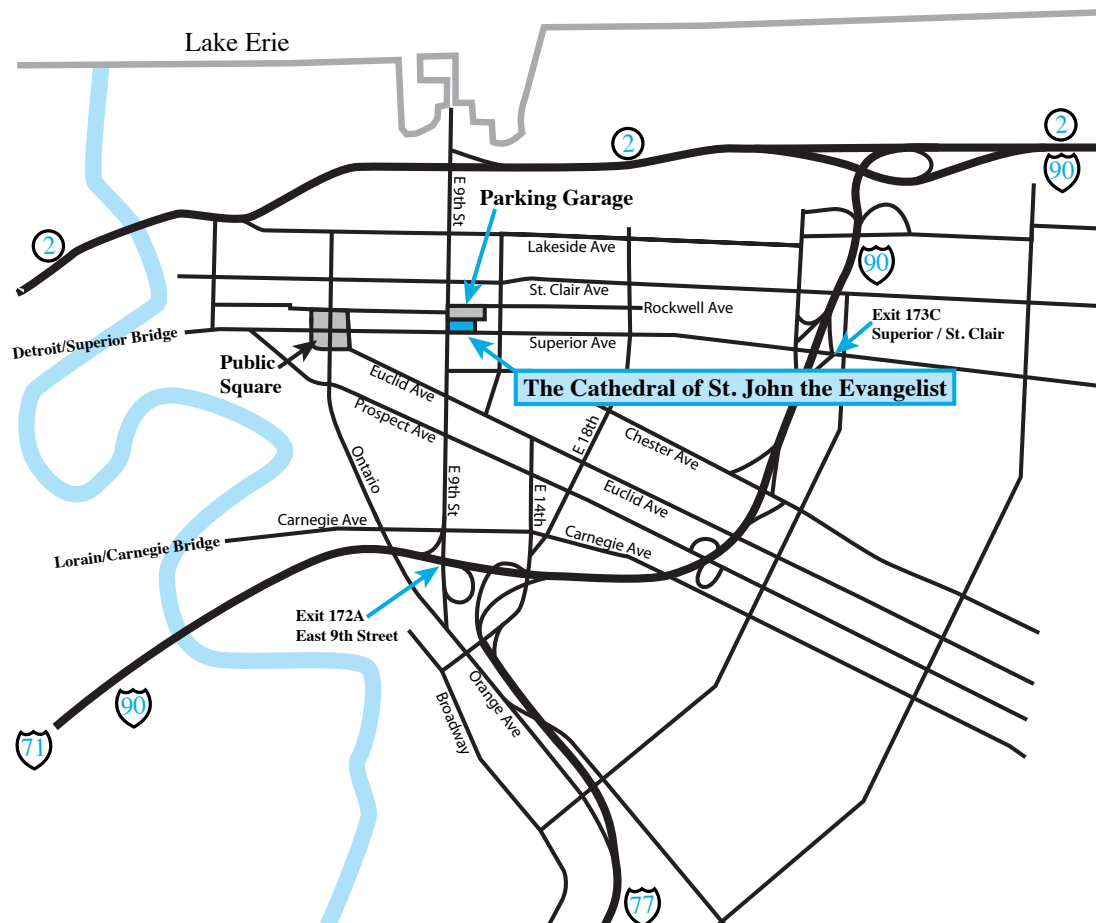 Lake Erie
2
2
90
2
E 9th St
Parking Garage
Lakeside Ave
90
St. Clair Ave
Rockwell Ave
Exit 173C
Superior / St. Clair
Detroit/Superior Bridge
Superior Ave
Public
Square
Euclid Ave
The Cathedral of St. John the Evangelist
Prospect Ave
E 18th
Chester Ave
Ontario
E 9th St
E 14th
Euclid Ave
Carnegie Ave
Carnegie Ave
Lorain/Carnegie Bridge
Exit 172A
East 9th Street
Orange Ave
Broadway
90
71
77